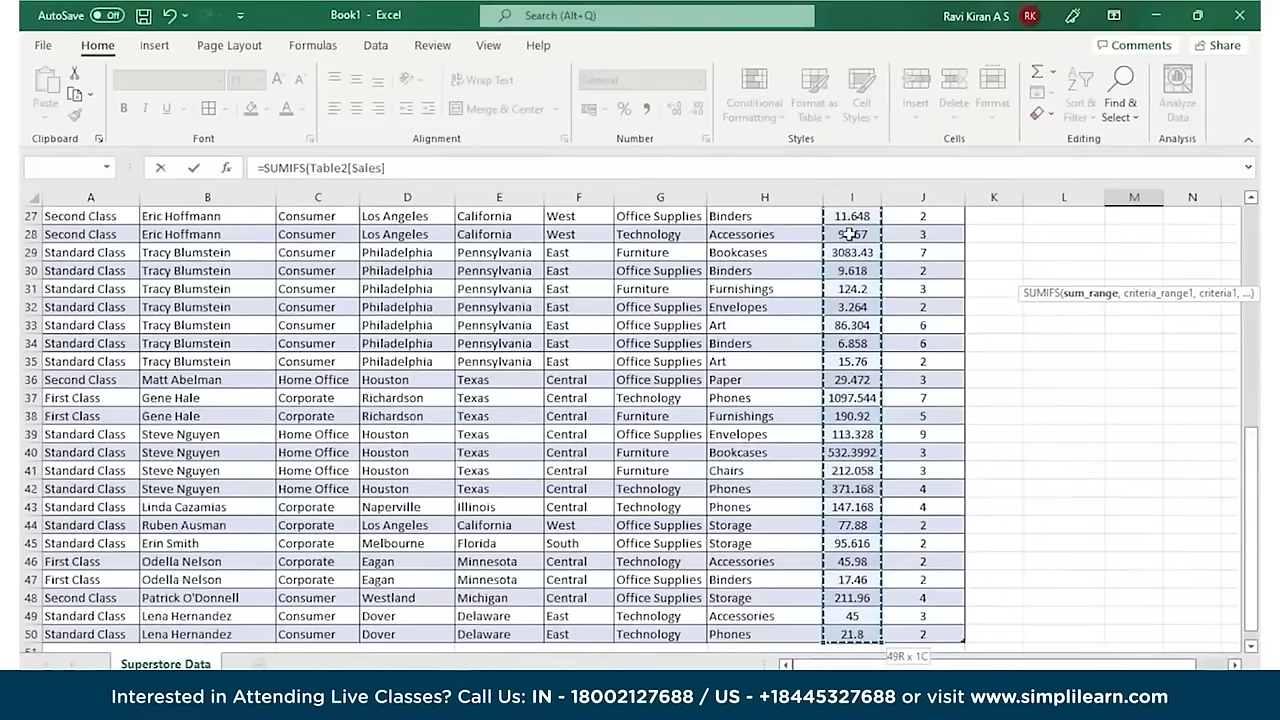 AutoSave Off Book1 - Excel Search (Alt+Q) Ravi Kiran A S RK
File Home Insert Page Layout Formulas Data Review View Help Comments Share
Paste Wrap Text General Conditional Formatting Format as Table Cell Styles Insert Delete Format Sort & Filter Find & Select Analyze Data
B I U A Merge & Center
Clipboard Font Alignment Number Styles Cells Editing Analysis
=SUMIFS(Table2[Sales]
A B C D E F G H I J K L M N
27 Second Class Eric Hoffmann Consumer Los Angeles California West Office Supplies Binders 11.648 2
28 Second Class Eric Hoffmann Consumer Los Angeles California West Technology Accessories 3
29 Standard Class Tracy Blumstein Consumer Philadelphia Pennsylvania East Furniture Bookcases 3083.43 7
30 Standard Class Tracy Blumstein Consumer Philadelphia Pennsylvania East Office Supplies Binders 9.618 2
31 Standard Class Tracy Blumstein Consumer Philadelphia Pennsylvania East Furniture Furnishings 124.2 3
SUMIFS(sum_range, criteria_range1, criteria1, ...)
32 Standard Class Tracy Blumstein Consumer Philadelphia Pennsylvania East Office Supplies Envelopes 3.264 2
33 Standard Class Tracy Blumstein Consumer Philadelphia Pennsylvania East Office Supplies Art 86.304 6
34 Standard Class Tracy Blumstein Consumer Philadelphia Pennsylvania East Office Supplies Binders 6.858 6
35 Standard Class Tracy Blumstein Consumer Philadelphia Pennsylvania East Office Supplies Art 15.76 2
36 Second Class Matt Abelman Home Office Houston Texas Central Office Supplies Paper 29.472 3
37 First Class Gene Hale Corporate Richardson Texas Central Technology Phones 1097.544 7
38 First Class Gene Hale Corporate Richardson Texas Central Furniture Furnishings 190.92 5
39 Standard Class Steve Nguyen Home Office Houston Texas Central Office Supplies Envelopes 113.328 9
40 Standard Class Steve Nguyen Home Office Houston Texas Central Furniture Bookcases 532.3992 3
41 Standard Class Steve Nguyen Home Office Houston Texas Central Furniture Chairs 212.058 3
42 Standard Class Steve Nguyen Home Office Houston Texas Central Technology Phones 371.168 4
43 Standard Class Linda Cazamias Corporate Naperville Illinois Central Technology Phones 147.168 4
44 Standard Class Ruben Ausman Corporate Los Angeles California West Office Supplies Storage 77.88 2
45 Standard Class Erin Smith Corporate Melbourne Florida South Office Supplies Storage 95.616 2
46 First Class Odella Nelson Corporate Eagan Minnesota Central Technology Accessories 45.98 2
47 First Class Odella Nelson Corporate Eagan Minnesota Central Office Supplies Binders 17.46 2
48 Second Class Patrick O'Donnell Consumer Westland Michigan Central Office Supplies Storage 211.96 4
49 Standard Class Lena Hernandez Consumer Dover Delaware East Technology Accessories 45 3
50 Standard Class Lena Hernandez Consumer Dover Delaware East Technology Phones 21.8 2
49R x 1C
Superstore Data
Interested in Attending Live Classes? Call Us: IN - 18002127688 / US - +18445327688 or visit www.simplilearn.com